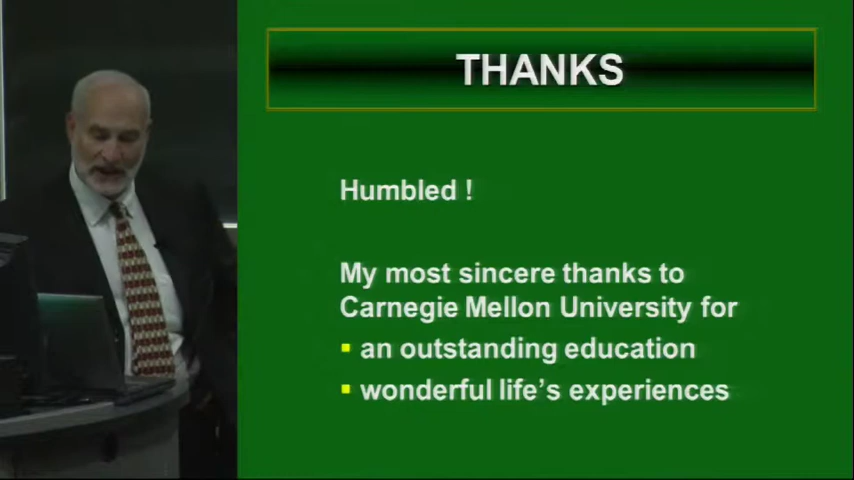 THANKS
Humbled !
My most sincere thanks to
Carnegie Mellon University for
▪ an outstanding education
▪ wonderful life's experiences